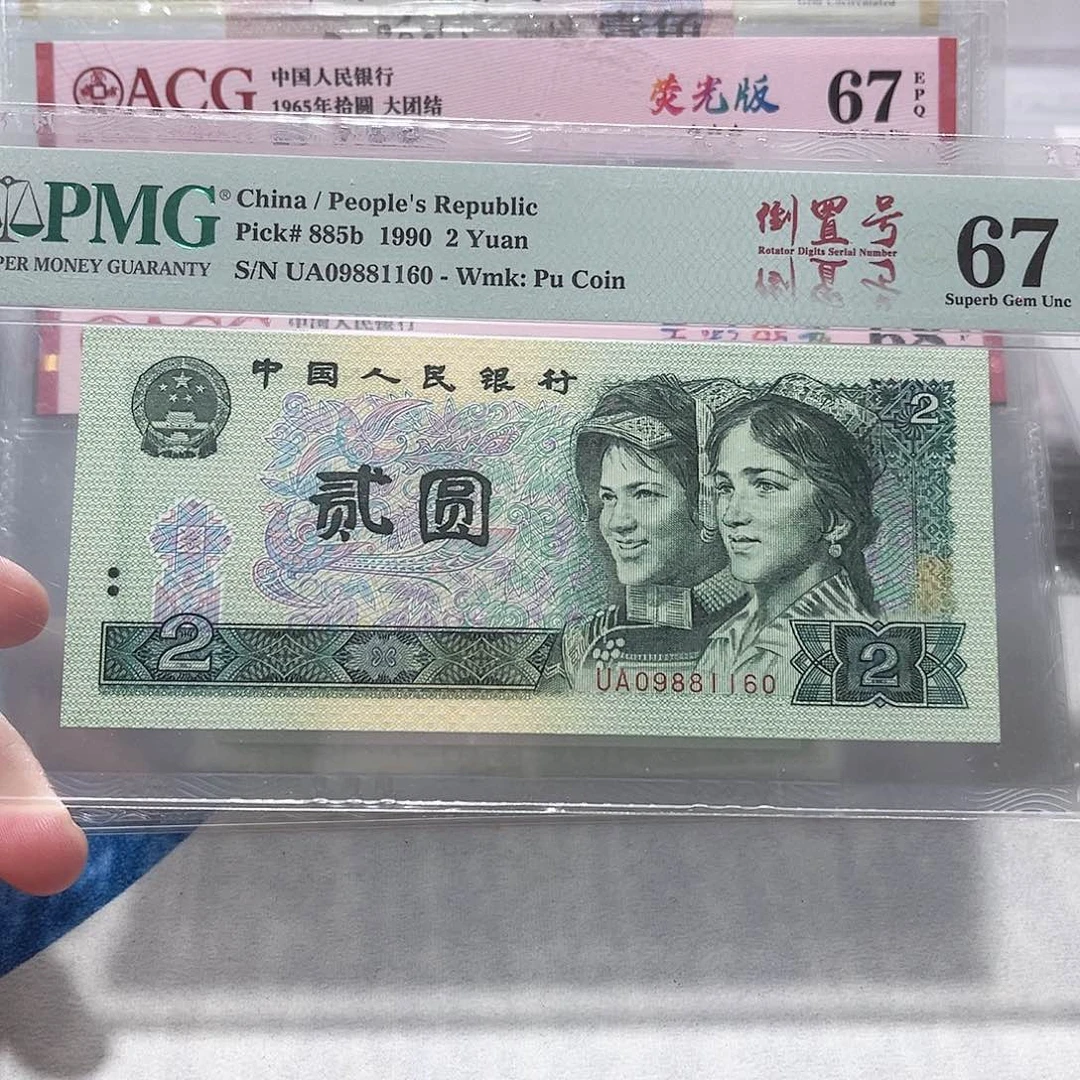 ACG 中国人民银行
1965年拾圆 大团结
荧光版
67 EPQ
PMG®
PER MONEY GUARANTY
China / People's Republic
Pick# 885b 1990 2 Yuan
S/N UA09881160 - Wmk: Pu Coin
倒置号
Rotator Digits Serial Number
67
Superb Gem Unc
中国人民银行
2
贰圆
2
2
UA09881160